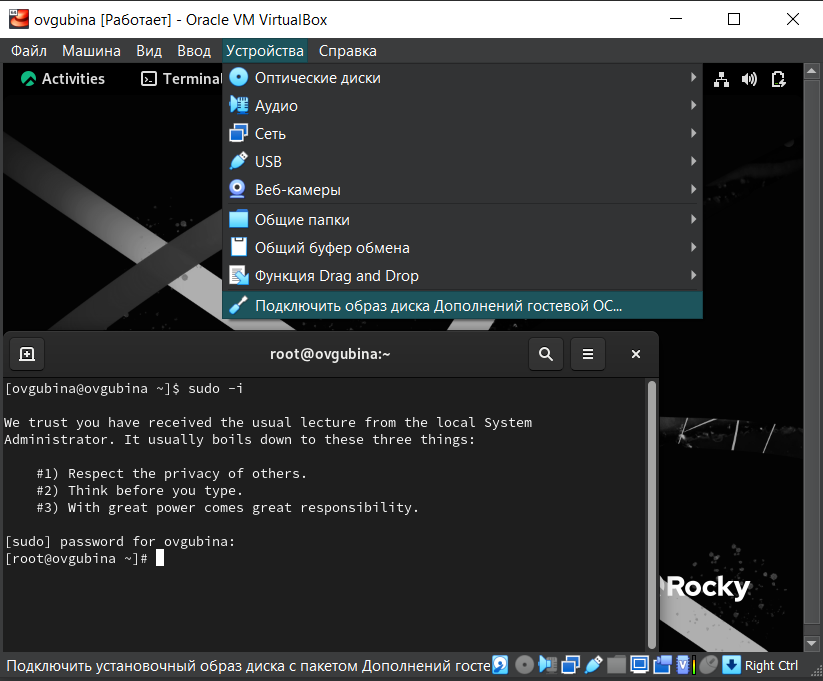 ovgubina [Работает] - Oracle VM VirtualBox
Файл Машина Вид Ввод Устройства Справка
Activities Terminal
Оптические диски
Аудио
Сеть
USB
Веб-камеры
Общие папки
Общий буфер обмена
Функция Drag and Drop
Подключить образ диска Дополнений гостевой ОС...
root@ovgubina:~
[ovgubina@ovgubina ~]$ sudo -i
We trust you have received the usual lecture from the local System
Administrator. It usually boils down to these three things:
#1) Respect the privacy of others.
#2) Think before you type.
#3) With great power comes great responsibility.
[sudo] password for ovgubina:
[root@ovgubina ~]#
Rocky
Подключить установочный образ диска с пакетом Дополнений госте
Right Ctrl